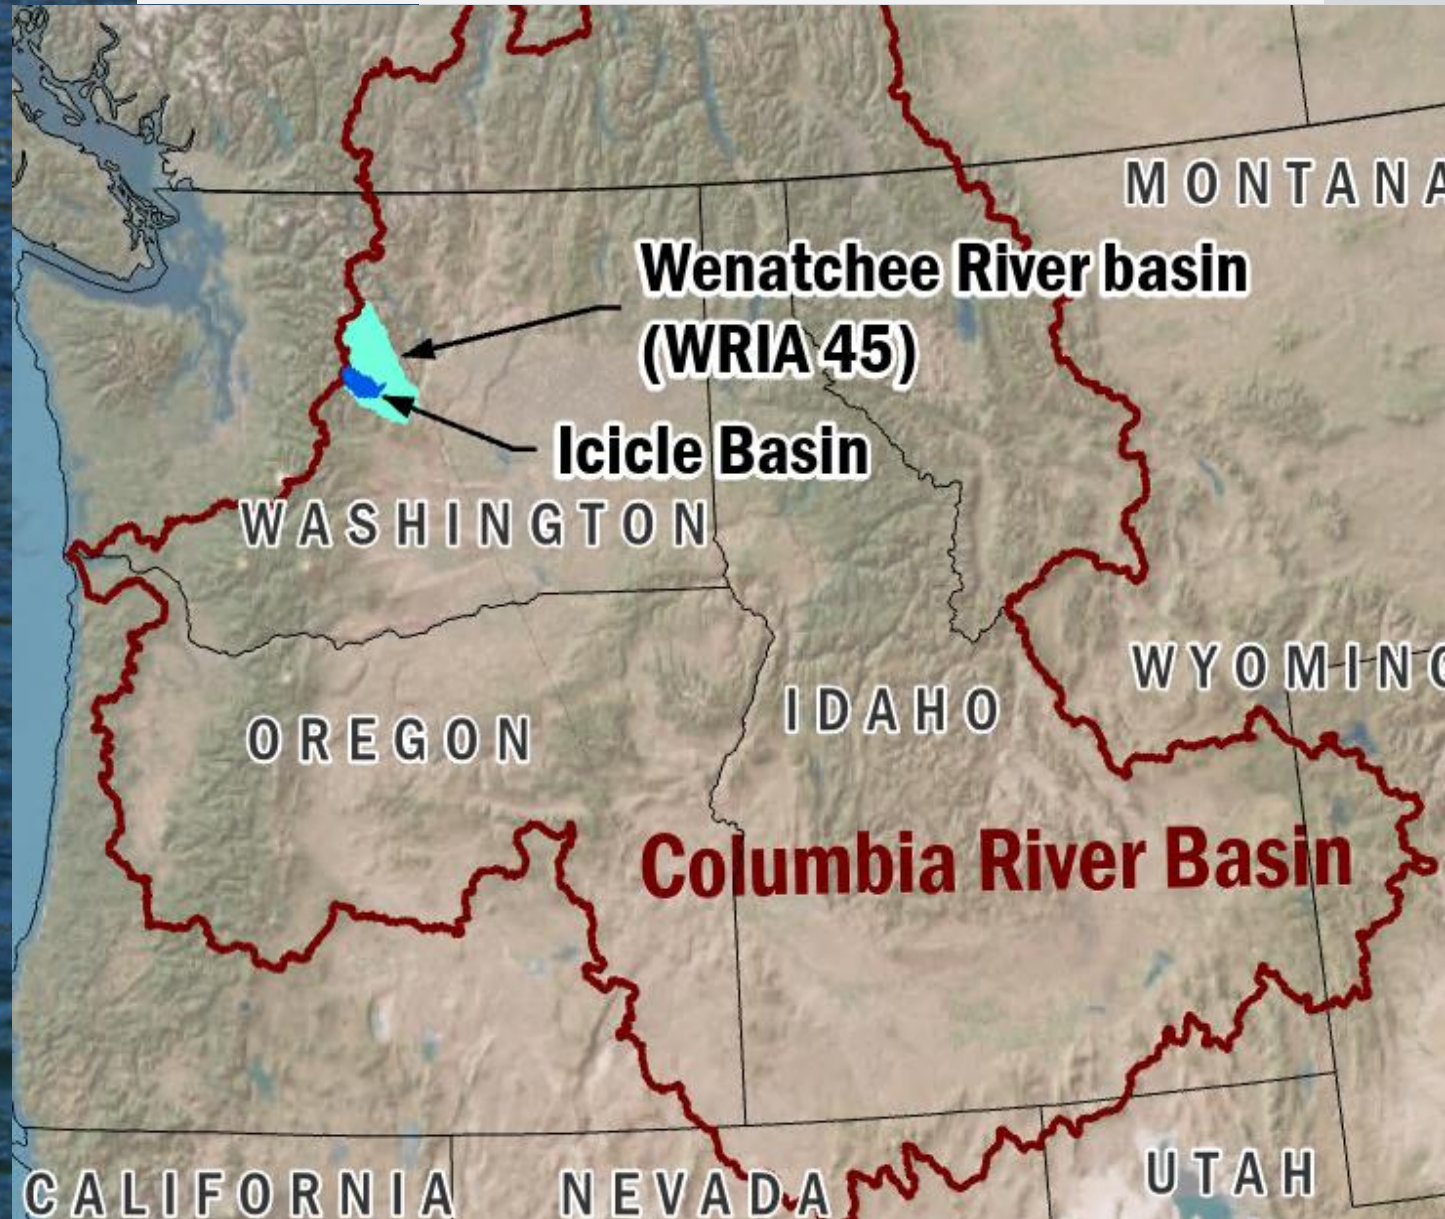 MONTANA
Wenatchee River basin
(WRIA 45)
Icicle Basin
WASHINGTON
WYOMING
IDAHO
OREGON
Columbia River Basin
UTAH
CALIFORNIA
NEVADA